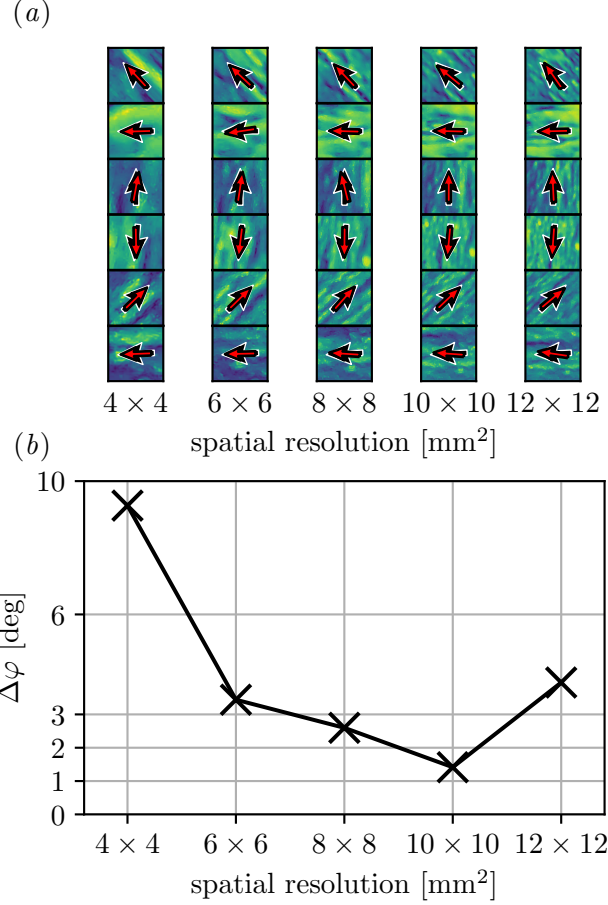 (a)
4 × 4 6 × 6 8 × 8 10 × 10 12 × 12
spatial resolution [mm²]
(b)
10
6
3
2
1
0
Δφ [deg]
4 × 4 6 × 6 8 × 8 10 × 10 12 × 12
spatial resolution [mm²]